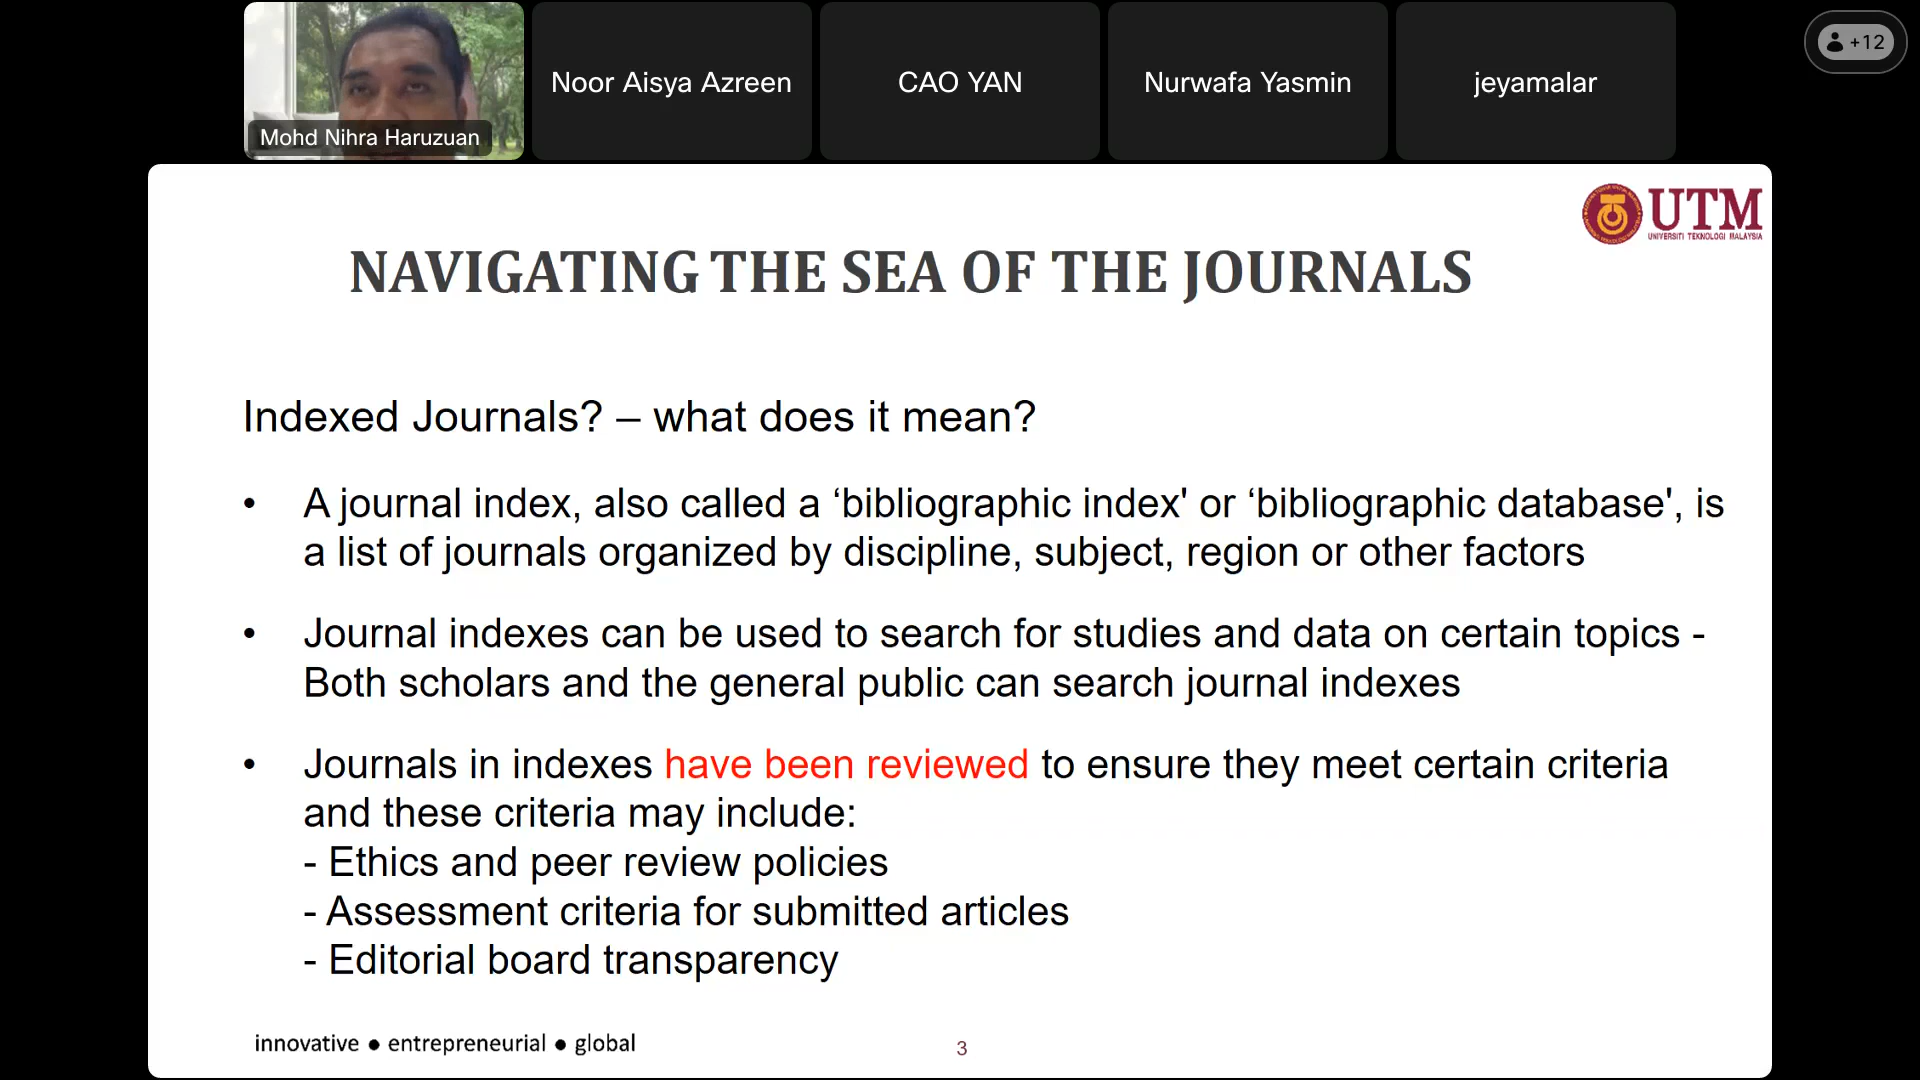 Mohd Nihra Haruzuan
Noor Aisya Azreen
CAO YAN
Nurwafa Yasmin
jeyamalar
+12
UTM
UNIVERSITI TEKNOLOGI MALAYSIA
NAVIGATING THE SEA OF THE JOURNALS
Indexed Journals? – what does it mean?
• A journal index, also called a ‘bibliographic index' or ‘bibliographic database', is
a list of journals organized by discipline, subject, region or other factors
• Journal indexes can be used to search for studies and data on certain topics -
Both scholars and the general public can search journal indexes
• Journals in indexes have been reviewed to ensure they meet certain criteria
and these criteria may include:
- Ethics and peer review policies
- Assessment criteria for submitted articles
- Editorial board transparency
innovative ● entrepreneurial ● global
3